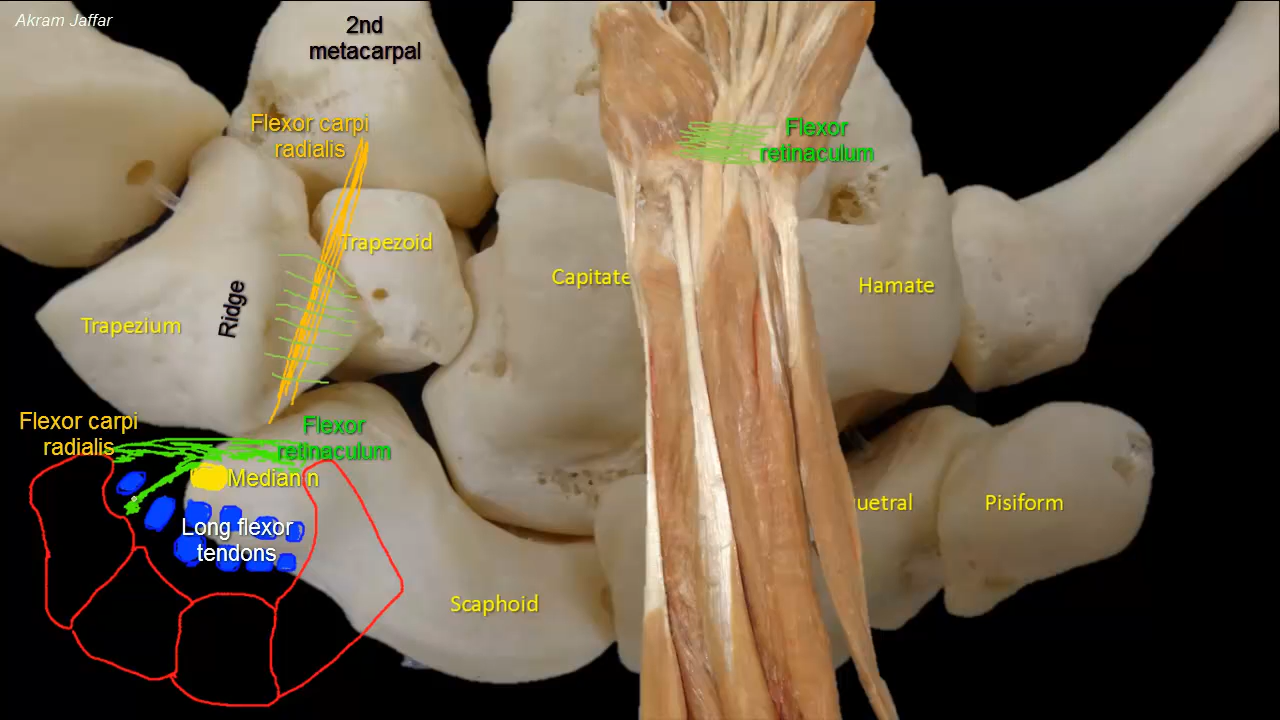 Akram Jaffar
2nd
metacarpal
Flexor carpi
radialis
Flexor
retinaculum
Trapezoid
Capitate
Hamate
Ridge
Trapezium
Flexor carpi
radialis
Flexor
retinaculum
Median n
Long flexor
tendons
uetral
Pisiform
Scaphoid